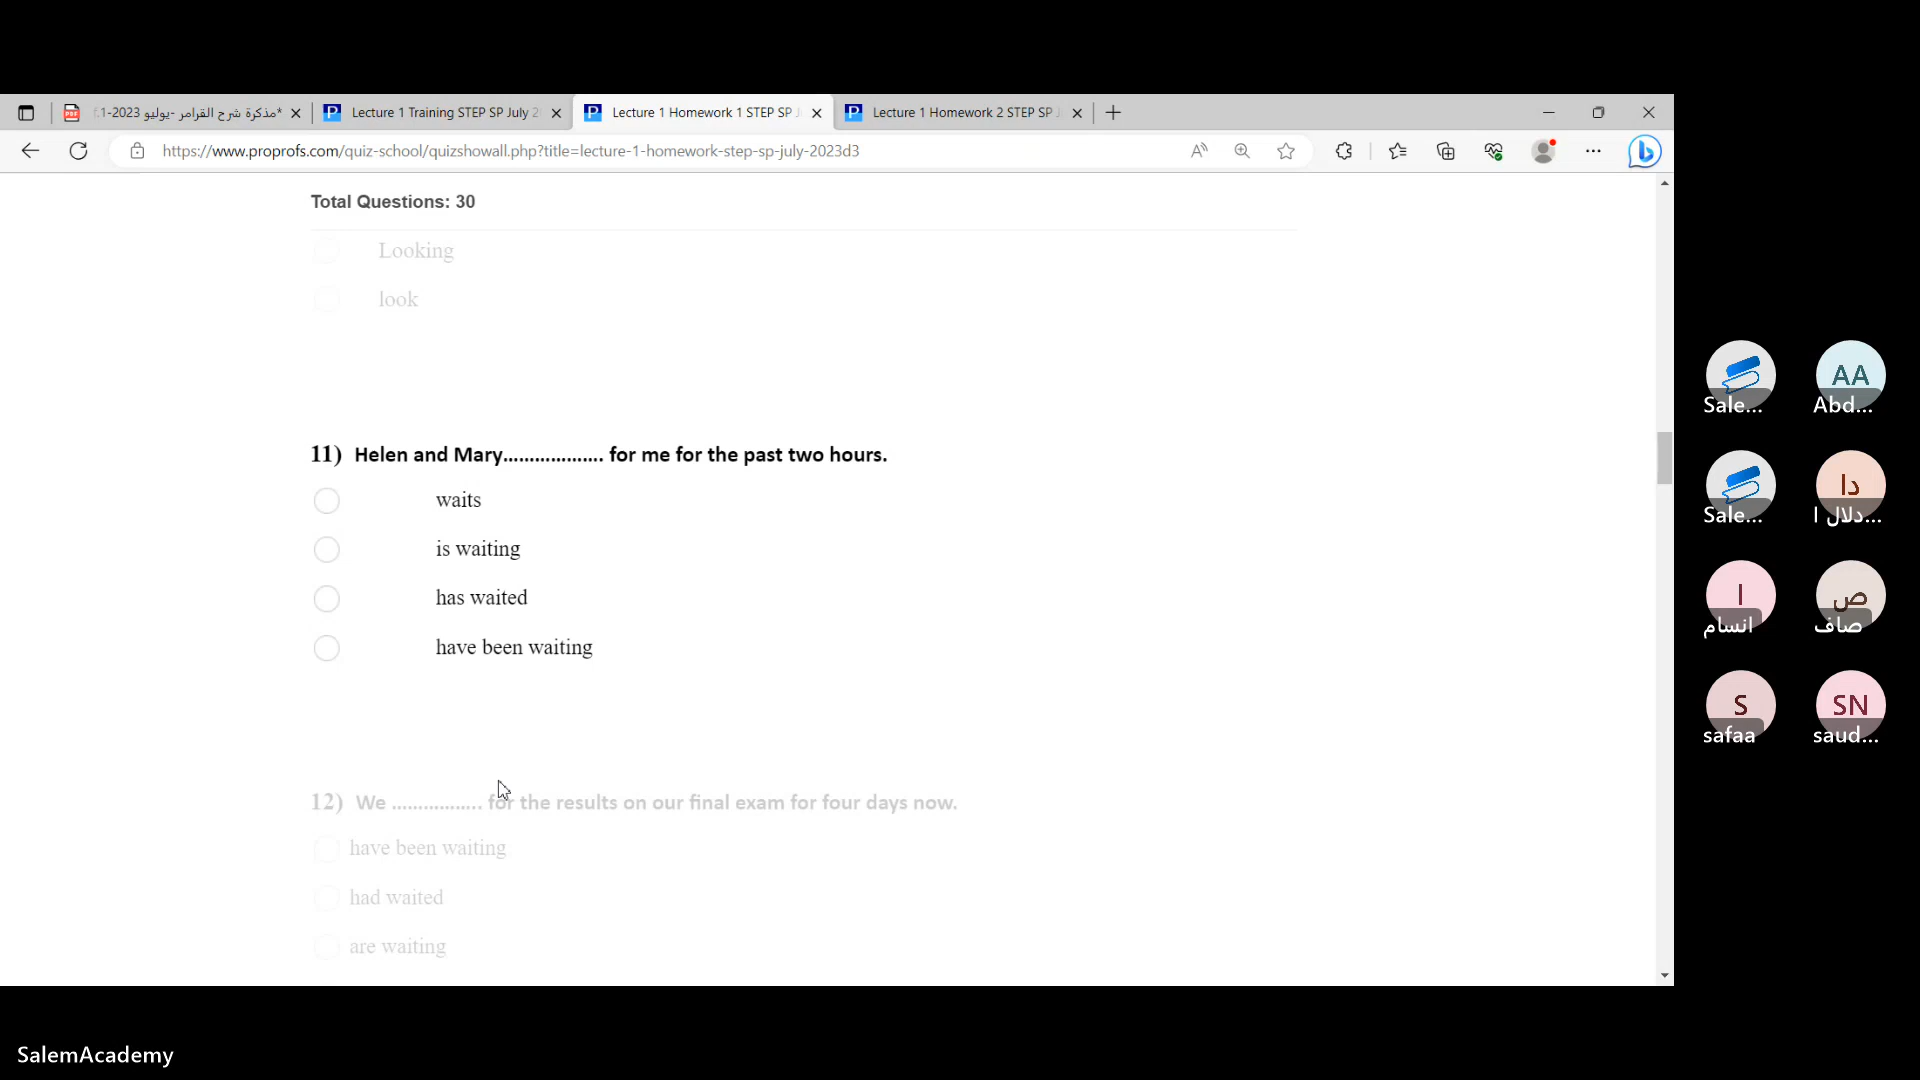 *مذكرة شرح القرامر -يوليو 2023-1.f
Lecture 1 Training STEP SP July 2
Lecture 1 Homework 1 STEP SP J
Lecture 1 Homework 2 STEP SP J
https://www.proprofs.com/quiz-school/quizshowall.php?title=lecture-1-homework-step-sp-july-2023d3
Total Questions: 30
Looking
look
11) Helen and Mary................... for me for the past two hours.
waits
is waiting
has waited
have been waiting
12) We ................. for the results on our final exam for four days now.
have been waiting
had waited
are waiting
AA
Sale...
Abd...
دا
Sale...
دلال ا...
ا
ص
انسام
صاف
S
SN
safaa
saud...
SalemAcademy